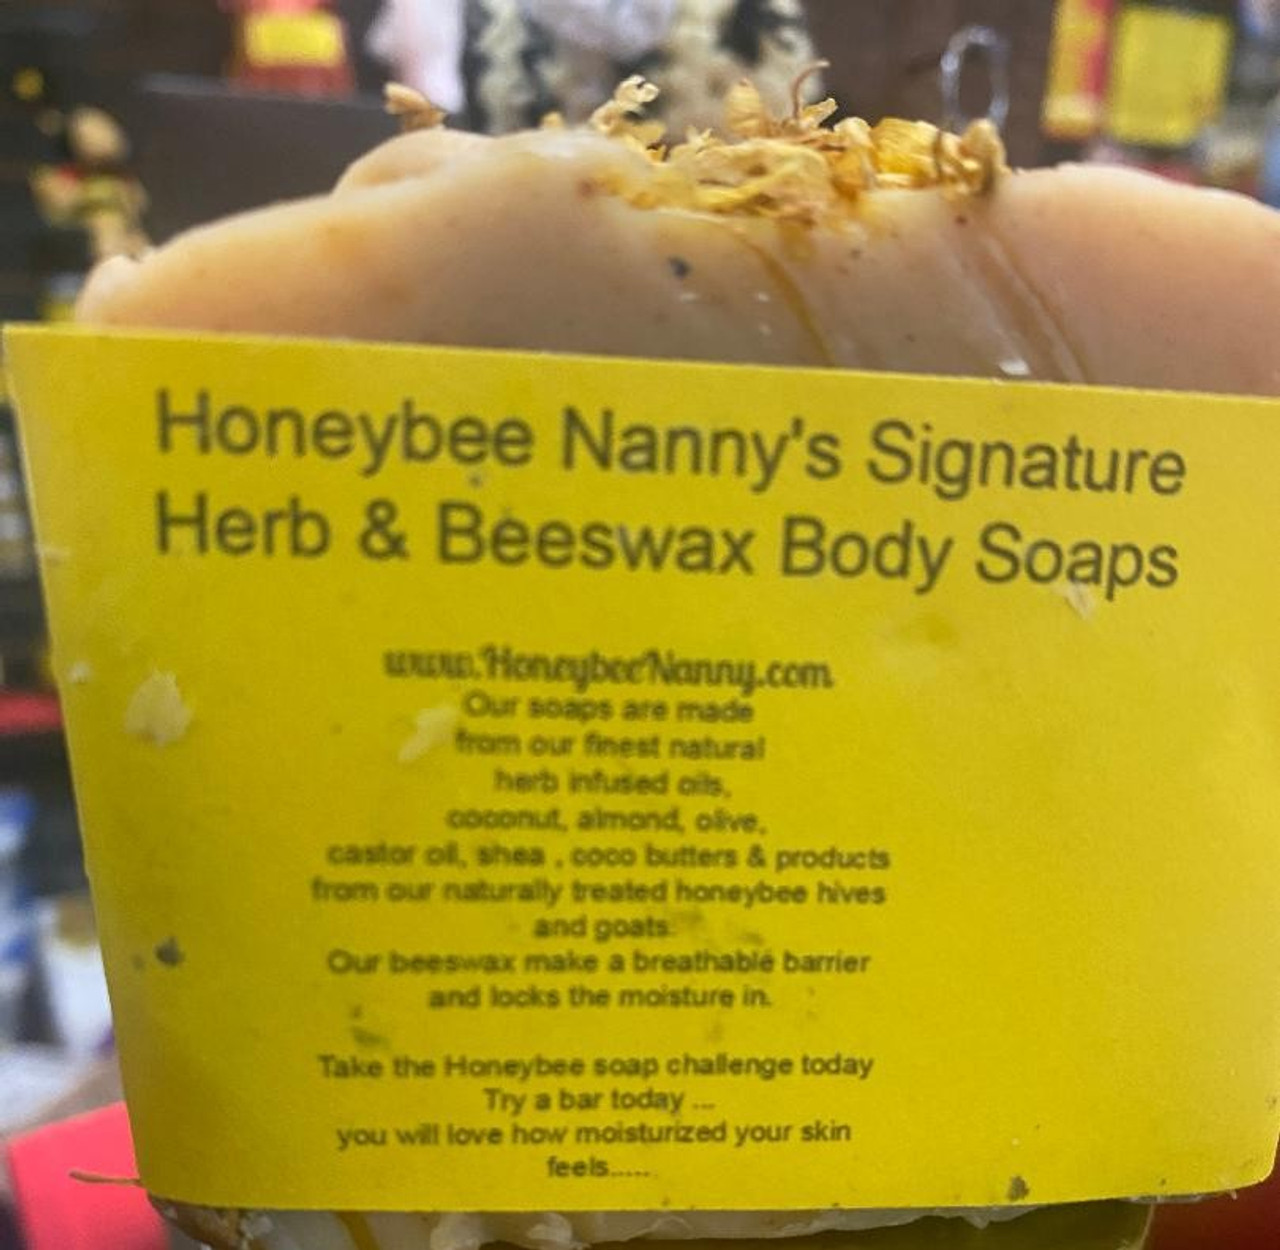 Honeybee Nanny's Signature
Herb & Beeswax Body Soaps
www.HoneybeeNanny.com
Our soaps are made
from our finest natural
herb infused oils,
coconut, almond, olive,
castor oil, shea , coco butters & products
from our naturally treated honeybee hives
and goats.
Our beeswax make a breathable barrier
and locks the moisture in.
Take the Honeybee soap challenge today
Try a bar today ...
you will love how moisturized your skin
feels.....